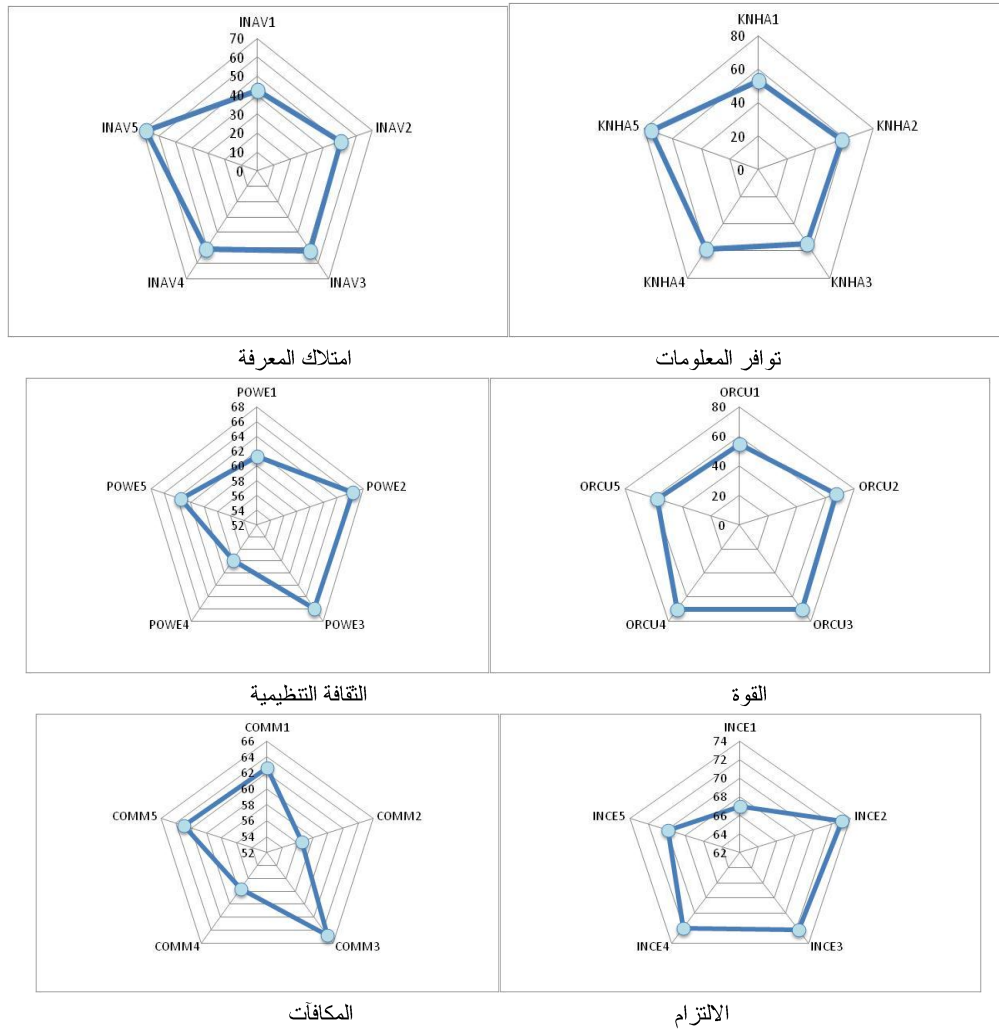 INAV1
70
60
50
40
30
20
10
0
INAV5
INAV2
INAV4
INAV3
KNHA1
80
60
40
20
0
KNHA5
KNHA2
KNHA4
KNHA3
توافر المعلومات
امتلاك المعرفة
POWE1
68
66
64
62
60
58
56
54
52
POWE5
POWE2
POWE4
POWE3
ORCU1
80
60
40
20
0
ORCU5
ORCU2
ORCU4
ORCU3
القوة
الثقافة التنظيمية
COMM1
66
64
62
60
58
56
54
52
COMM5
COMM2
COMM4
COMM3
INCE1
74
72
70
68
66
64
62
INCE5
INCE2
INCE4
INCE3
الالتزام
المكافآت